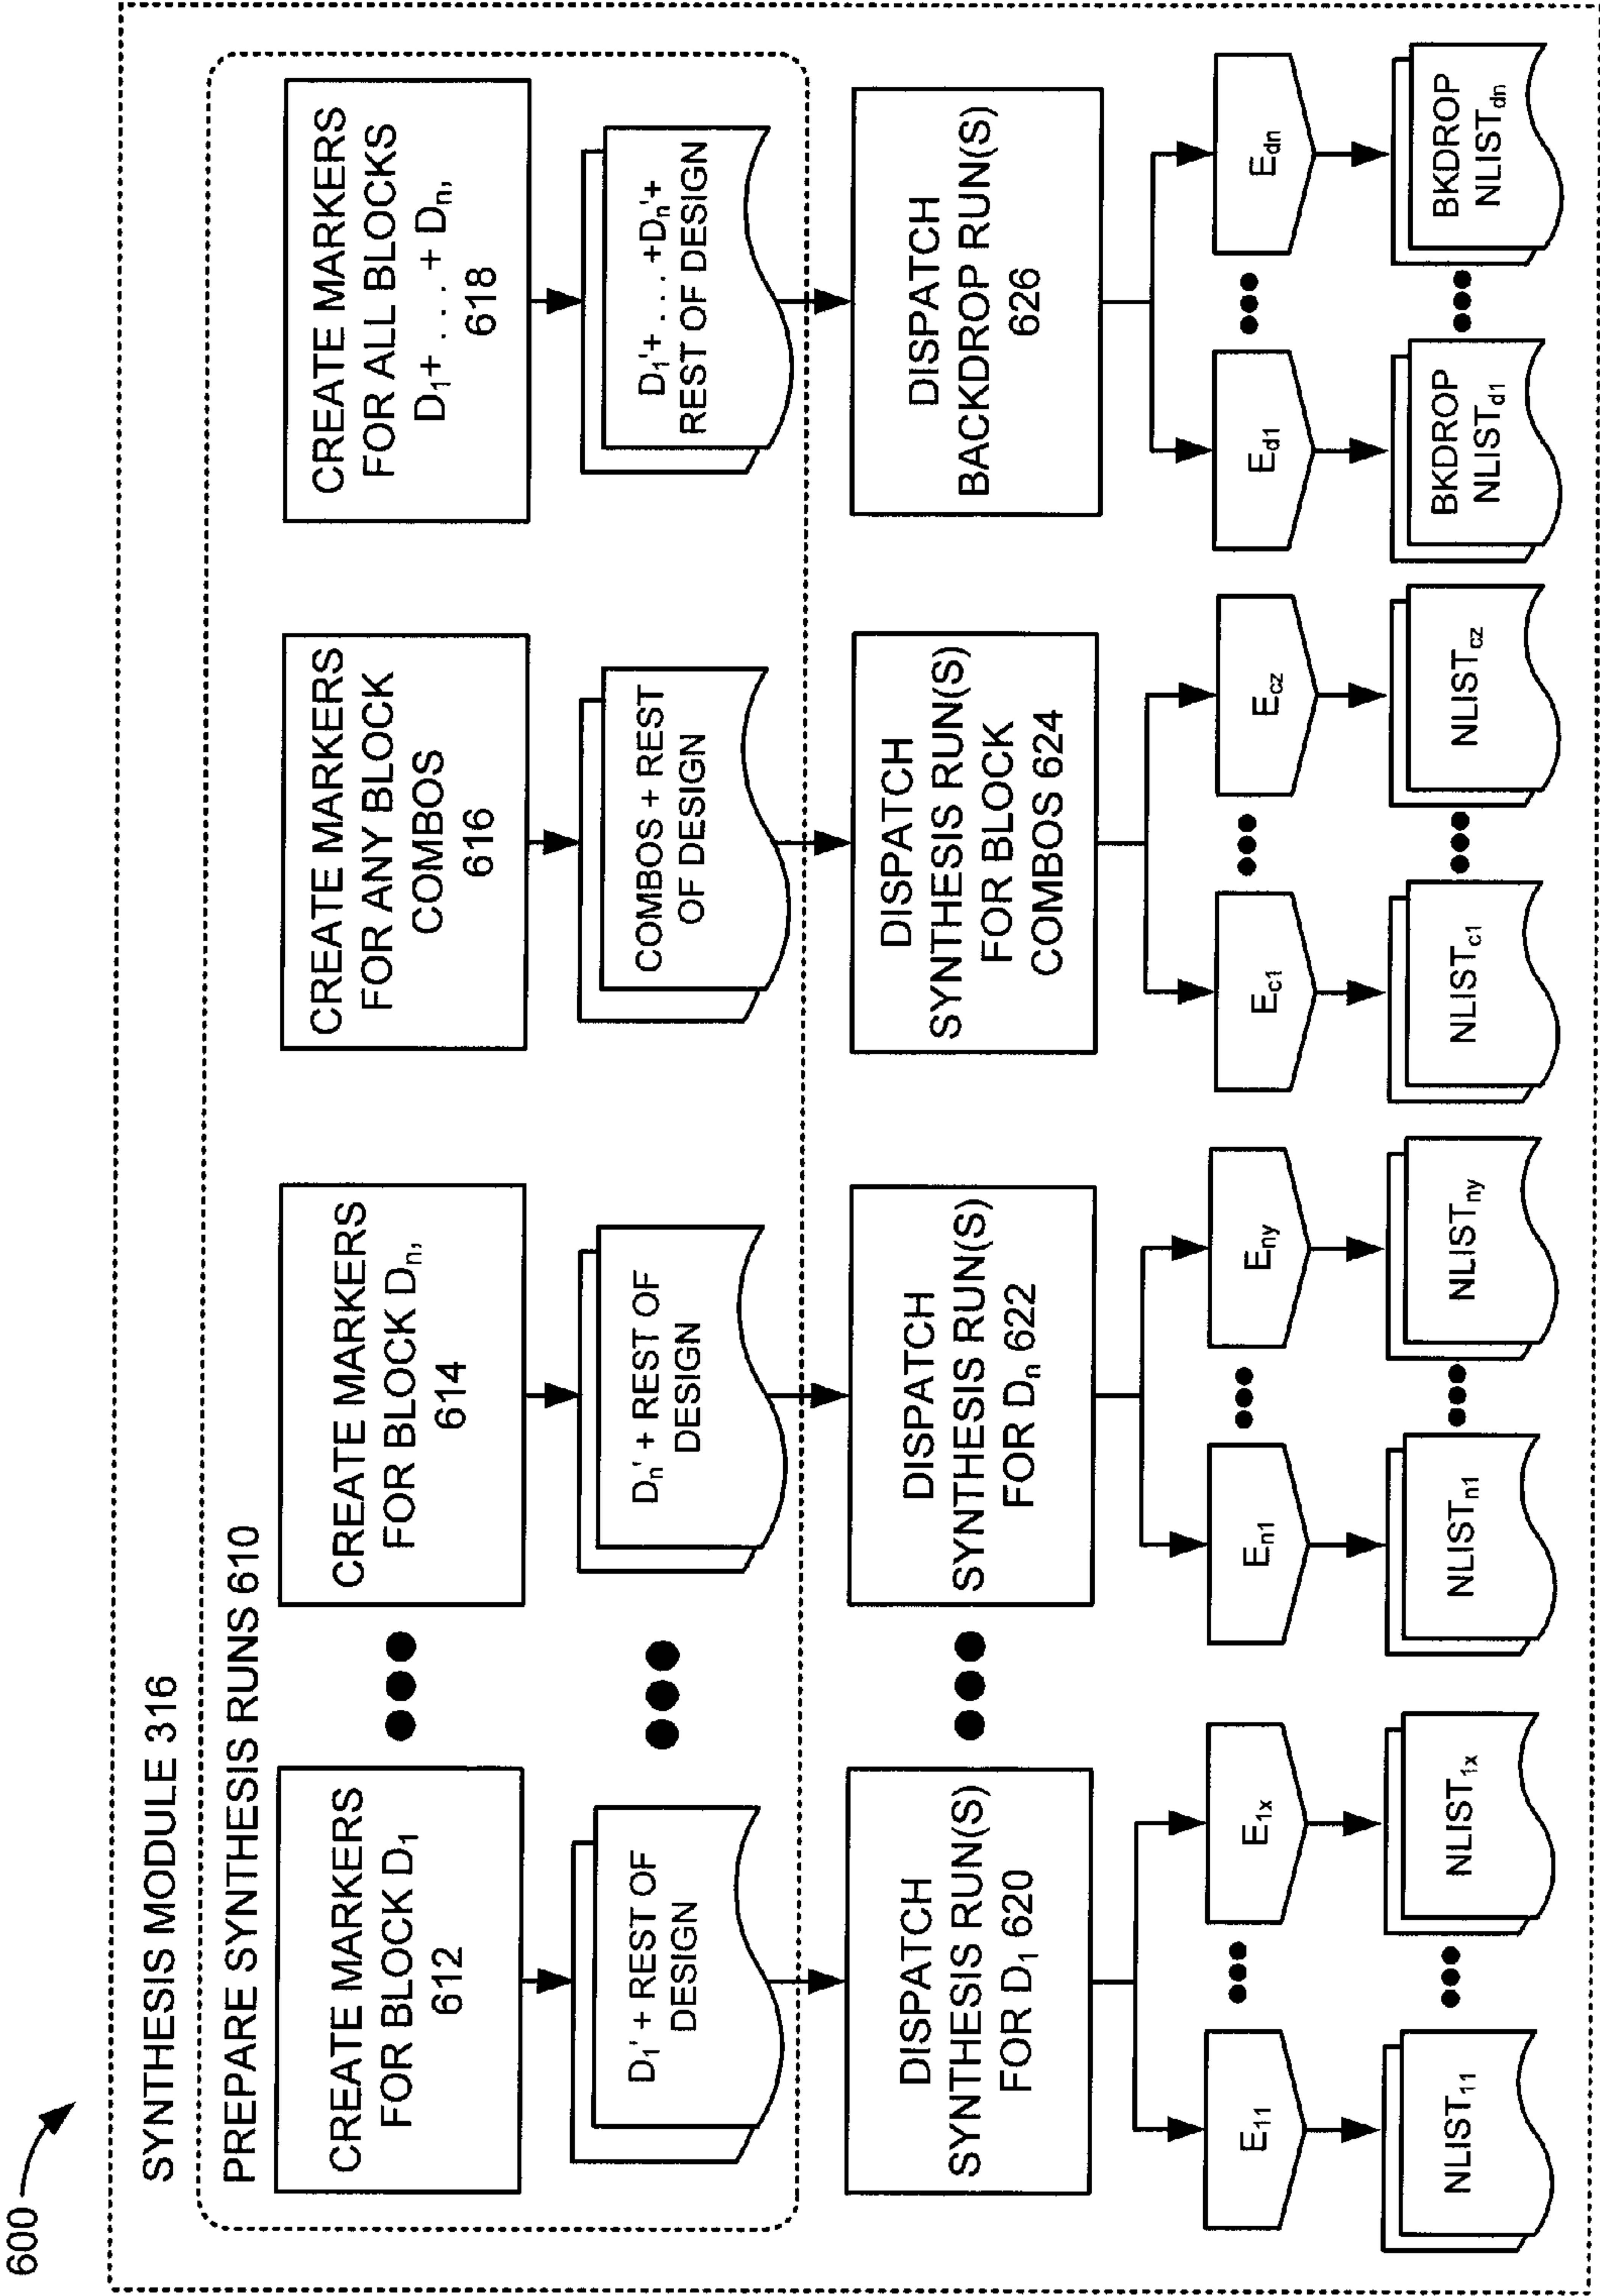 600
SYNTHESIS MODULE 316
PREPARE SYNTHESIS RUNS 610
CREATE MARKERS
FOR BLOCK D₁
612
CREATE MARKERS
FOR BLOCK Dₙ,
614
CREATE MARKERS
FOR ANY BLOCK
COMBOS
616
CREATE MARKERS
FOR ALL BLOCKS
D₁+ . . . + Dₙ,
618
D₁' + REST OF
DESIGN
Dₙ' + REST OF
DESIGN
COMBOS + REST
OF DESIGN
D₁'+ . . . +Dₙ'+
REST OF DESIGN
DISPATCH
SYNTHESIS RUN(S)
FOR D₁ 620
DISPATCH
SYNTHESIS RUN(S)
FOR Dₙ 622
DISPATCH
SYNTHESIS RUN(S)
FOR BLOCK
COMBOS 624
DISPATCH
BACKDROP RUN(S)
626
E₁₁
E₁ₓ
Eₙ₁
Eny
Ec1
Ecz
Ed1
Edn
NLIST₁₁
NLIST₁ₓ
NLISTₙ₁
NLISTny
NLISTc1
NLISTcz
BKDROP
NLISTd1
BKDROP
NLISTdn